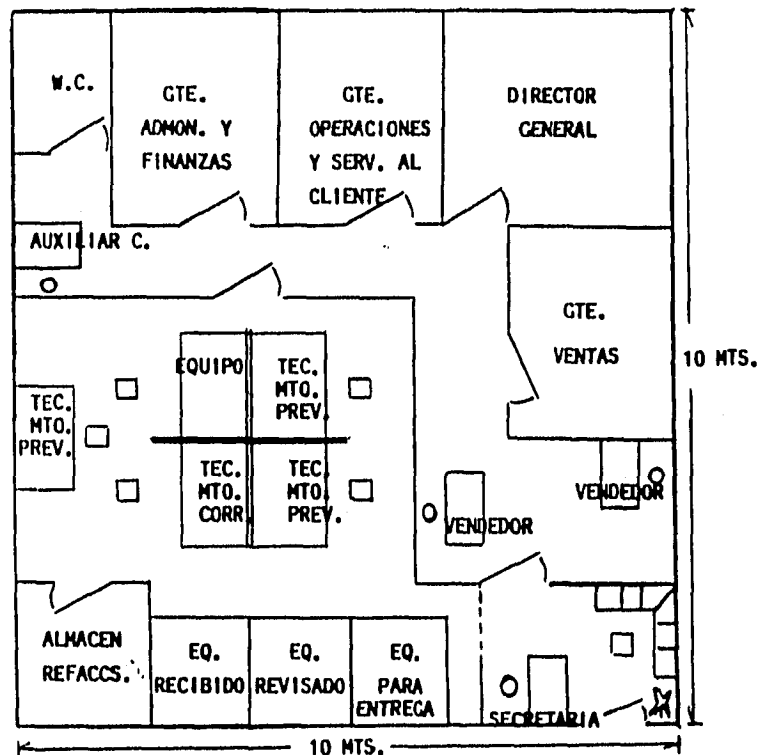 W.C.
GTE.
ADMON. Y
FINANZAS
GTE.
OPERACIONES
Y SERV. AL
CLIENTE
DIRECTOR
GENERAL
AUXILIAR C.
GTE.
VENTAS
10 MTS.
EQUIPO
TEC.
MTO.
PREV.
TEC.
MTO.
PREV.
TEC.
MTO.
CORR.
TEC.
MTO.
PREV.
VENDEDOR
VENDEDOR
ALMACEN
REFACCS.
EQ.
RECIBIDO
EQ.
REVISADO
EQ.
PARA
ENTREGA
SECRETARIA
10 MTS.